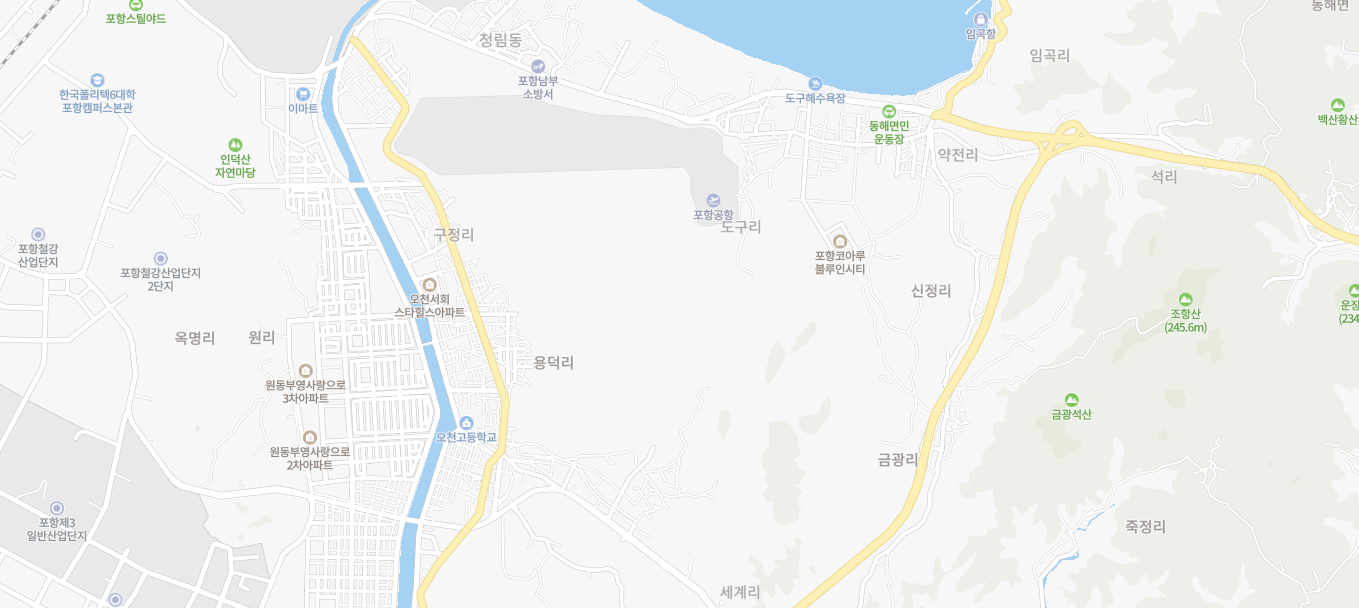 포항스틸야드
동해면
청림동
임곡항
임곡리
포항남부
소방서
한국폴리텍6대학
포항캠퍼스본관
이마트
도구해수욕장
동해면민
운동장
백산황산
인덕산
자연마당
약전리
석리
포항공항
도구리
구정리
포항철강
산업단지
포항철강산업단지
2단지
포항코아루
블루인시티
오천서희
스타힐스아파트
신정리
조항산
(245.6m)
운장
(234
옥명리
원리
용덕리
원동부영사랑으로
3차아파트
금광석산
오천고등학교
원동부영사랑으로
2차아파트
금광리
포항제3
일반산업단지
죽정리
세계리